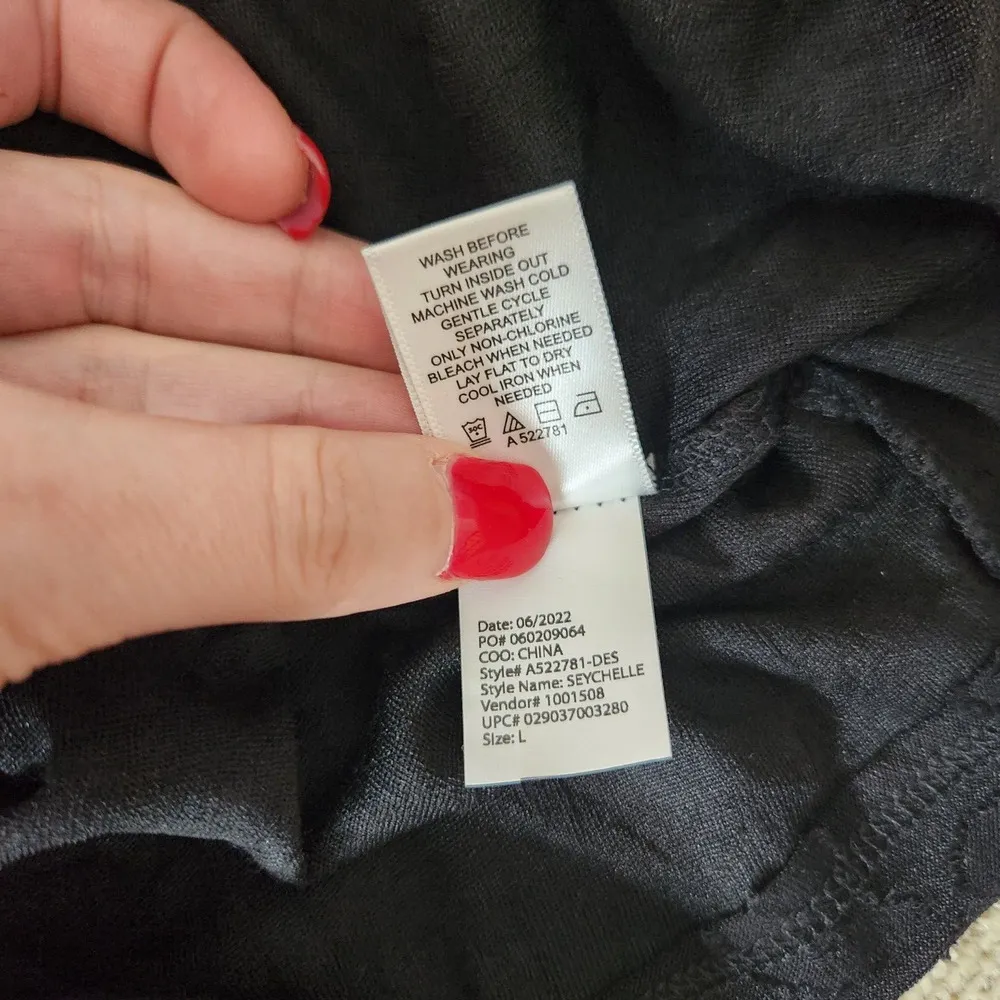 WASH BEFORE
WEARING
TURN INSIDE OUT
MACHINE WASH COLD
GENTLE CYCLE
SEPARATELY
ONLY NON-CHLORINE
BLEACH WHEN NEEDED
LAY FLAT TO DRY
COOL IRON WHEN
NEEDED
30C
A 522781
Date: 06/2022
PO# 060209064
COO: CHINA
Style# A522781-DES
Style Name: SEYCHELLE
Vendor# 1001508
UPC# 029037003280
Size: L